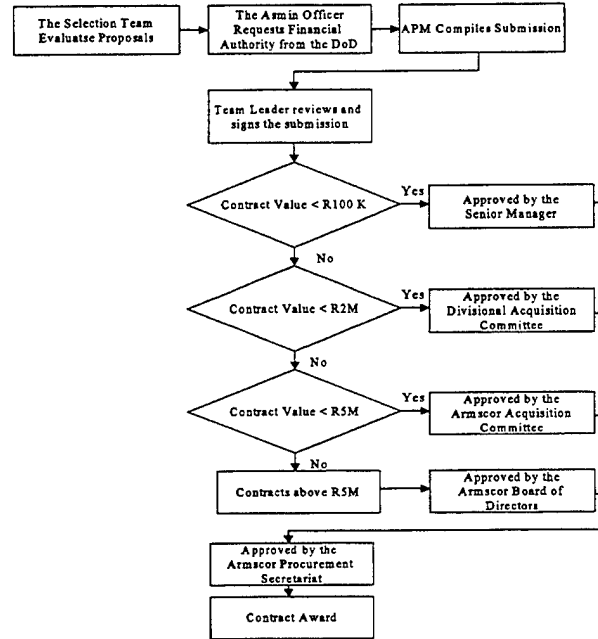 The Selection Team
Evaluatse Proposals
The Asmin Officer
Requests Financial
Authority from the DoD
APM Compiles Submission
Team Leader reviews and
signs the submission
Contract Value < R100 K
Yes
Approved by the
Senior Manager
No
Contract Value < R2M
Yes
Approved by the
Divisional Acquisition
Committee
No
Contract Value < R5M
Yes
Approved by the
Armscor Acquisition
Committee
No
Contracts above R5M
Approved by the
Armscor Board of
Directors
Approved by the
Armscor Procurement
Secretariat
Contract Award